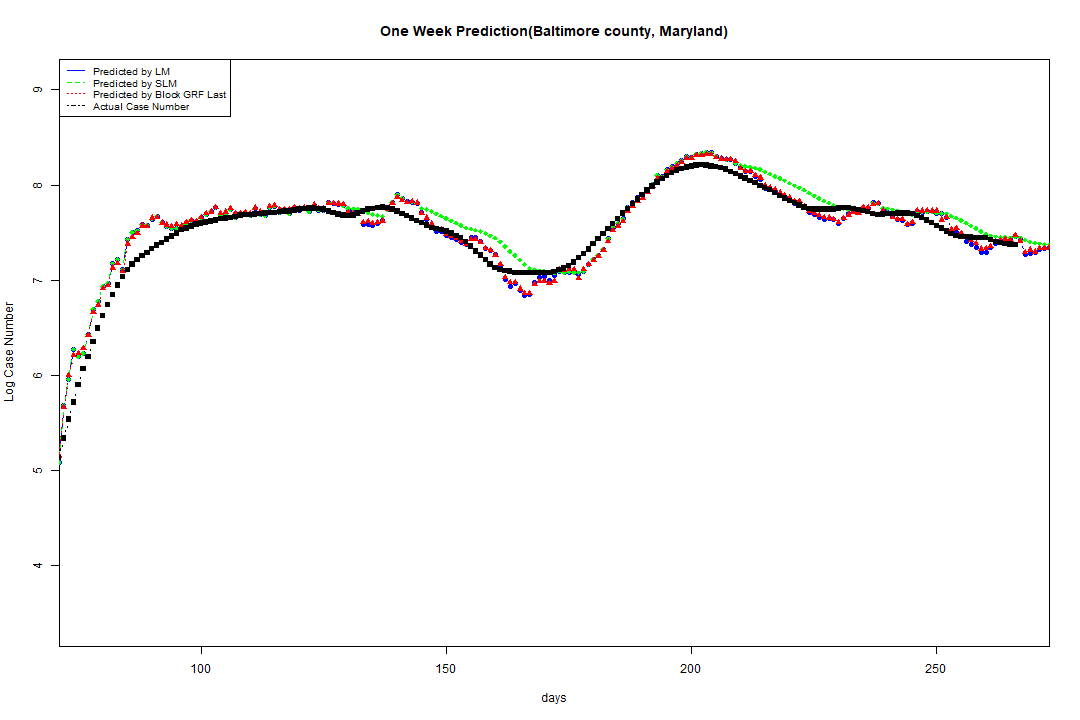 One Week Prediction(Baltimore county, Maryland)
Predicted by LM
Predicted by SLM
Predicted by Block GRF Last
Actual Case Number
9
8
7
6
5
4
Log Case Number
100 150 200 250
days